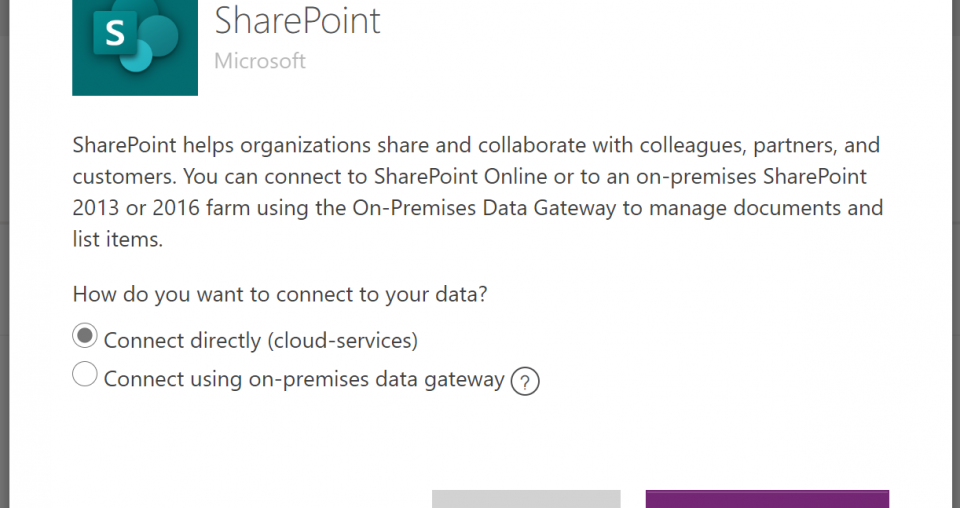 S
SharePoint
Microsoft
SharePoint helps organizations share and collaborate with colleagues, partners, and
customers. You can connect to SharePoint Online or to an on-premises SharePoint
2013 or 2016 farm using the On-Premises Data Gateway to manage documents and
list items.
How do you want to connect to your data?
Connect directly (cloud-services)
Connect using on-premises data gateway ?